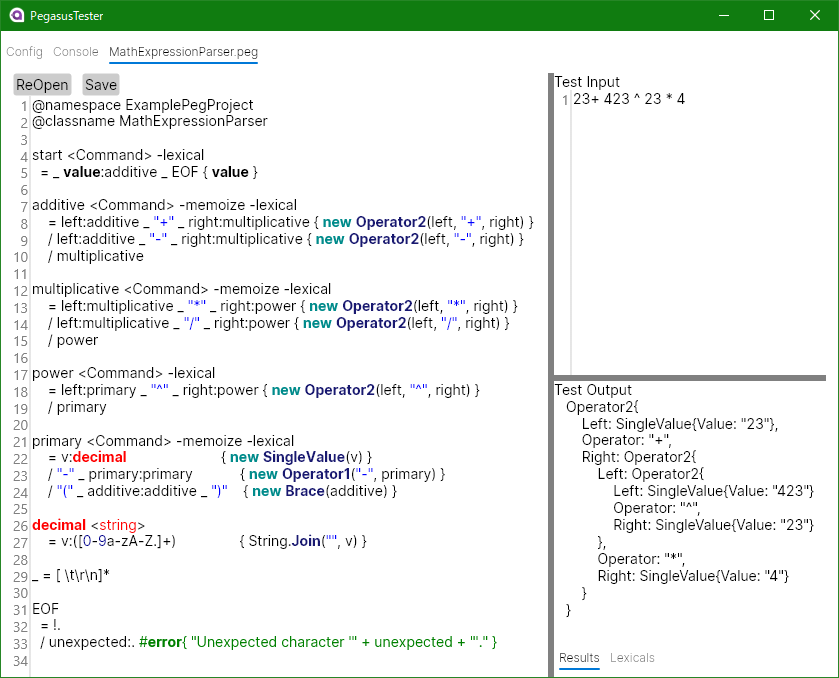 PegasusTester
Config Console MathExpressionParser.peg
ReOpen Save
1 @namespace ExamplePegProject
2 @classname MathExpressionParser
3
4 start <Command> -lexical
5 = _ value:additive _ EOF { value }
6
7 additive <Command> -memoize -lexical
8 = left:additive _ "+" _ right:multiplicative { new Operator2(left, "+", right) }
9 / left:additive _ "-" _ right:multiplicative { new Operator2(left, "-", right) }
10 / multiplicative
11
12 multiplicative <Command> -memoize -lexical
13 = left:multiplicative _ "*" _ right:power { new Operator2(left, "*", right) }
14 / left:multiplicative _ "/" _ right:power { new Operator2(left, "/", right) }
15 / power
16
17 power <Command> -lexical
18 = left:primary _ "^" _ right:power { new Operator2(left, "^", right) }
19 / primary
20
21 primary <Command> -memoize -lexical
22 = v:decimal { new SingleValue(v) }
23 / "-" _ primary:primary { new Operator1("-", primary) }
24 / "(" _ additive:additive _ ")" { new Brace(additive) }
25
26 decimal <string>
27 = v:([0-9a-zA-Z.]+) { String.Join("", v) }
28
29 _ = [ \t\r\n]*
30
31 EOF
32 = !.
33 / unexpected:. #error{ "Unexpected character '" + unexpected + "'." }
34
Test Input
1 23+ 423 ^ 23 * 4
Test Output
Operator2{
Left: SingleValue{Value: "23"},
Operator: "+",
Right: Operator2{
Left: Operator2{
Left: SingleValue{Value: "423"}
Operator: "^",
Right: SingleValue{Value: "23"}
},
Operator: "*",
Right: SingleValue{Value: "4"}
}
}
Results Lexicals